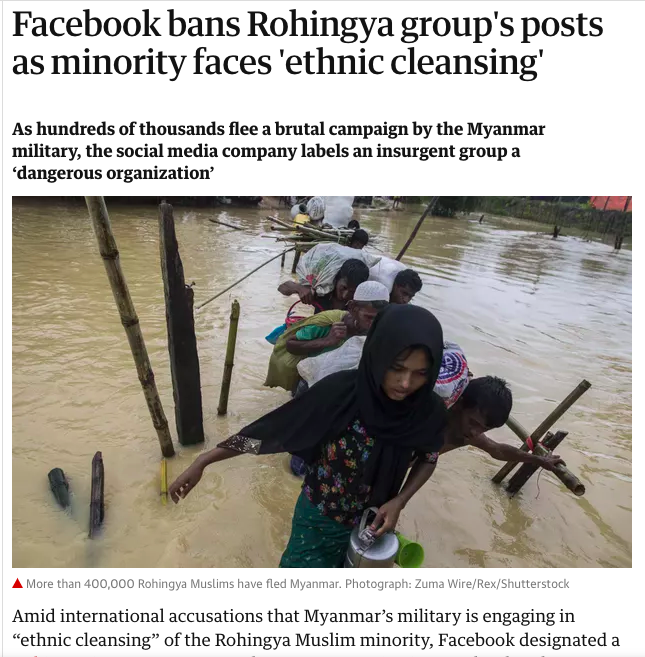 Facebook bans Rohingya group's posts
as minority faces 'ethnic cleansing'
As hundreds of thousands flee a brutal campaign by the Myanmar
military, the social media company labels an insurgent group a
‘dangerous organization’
More than 400,000 Rohingya Muslims have fled Myanmar. Photograph: Zuma Wire/Rex/Shutterstock
Amid international accusations that Myanmar’s military is engaging in
“ethnic cleansing” of the Rohingya Muslim minority, Facebook designated a